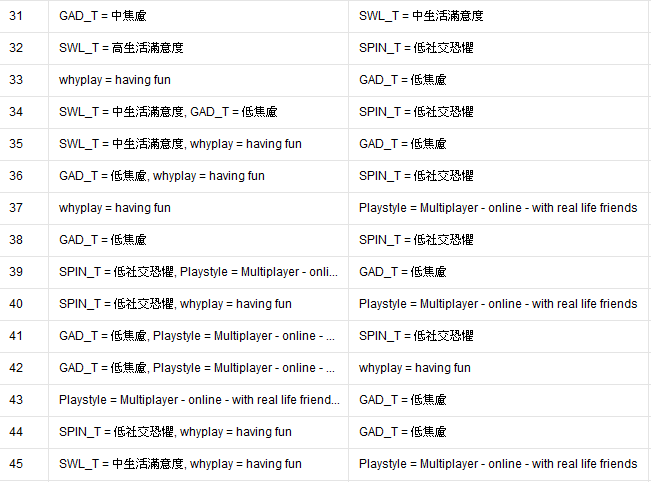 31 GAD_T = 中焦慮 SWL_T = 中生活滿意度
32 SWL_T = 高生活滿意度 SPIN_T = 低社交恐懼
33 whyplay = having fun GAD_T = 低焦慮
34 SWL_T = 中生活滿意度, GAD_T = 低焦慮 SPIN_T = 低社交恐懼
35 SWL_T = 中生活滿意度, whyplay = having fun GAD_T = 低焦慮
36 GAD_T = 低焦慮, whyplay = having fun SPIN_T = 低社交恐懼
37 whyplay = having fun Playstyle = Multiplayer - online - with real life friends
38 GAD_T = 低焦慮 SPIN_T = 低社交恐懼
39 SPIN_T = 低社交恐懼, Playstyle = Multiplayer - onli... GAD_T = 低焦慮
40 SPIN_T = 低社交恐懼, whyplay = having fun Playstyle = Multiplayer - online - with real life friends
41 GAD_T = 低焦慮, Playstyle = Multiplayer - online - ... SPIN_T = 低社交恐懼
42 GAD_T = 低焦慮, Playstyle = Multiplayer - online - ... whyplay = having fun
43 Playstyle = Multiplayer - online - with real life friend... GAD_T = 低焦慮
44 SPIN_T = 低社交恐懼, whyplay = having fun GAD_T = 低焦慮
45 SWL_T = 中生活滿意度, whyplay = having fun Playstyle = Multiplayer - online - with real life friends